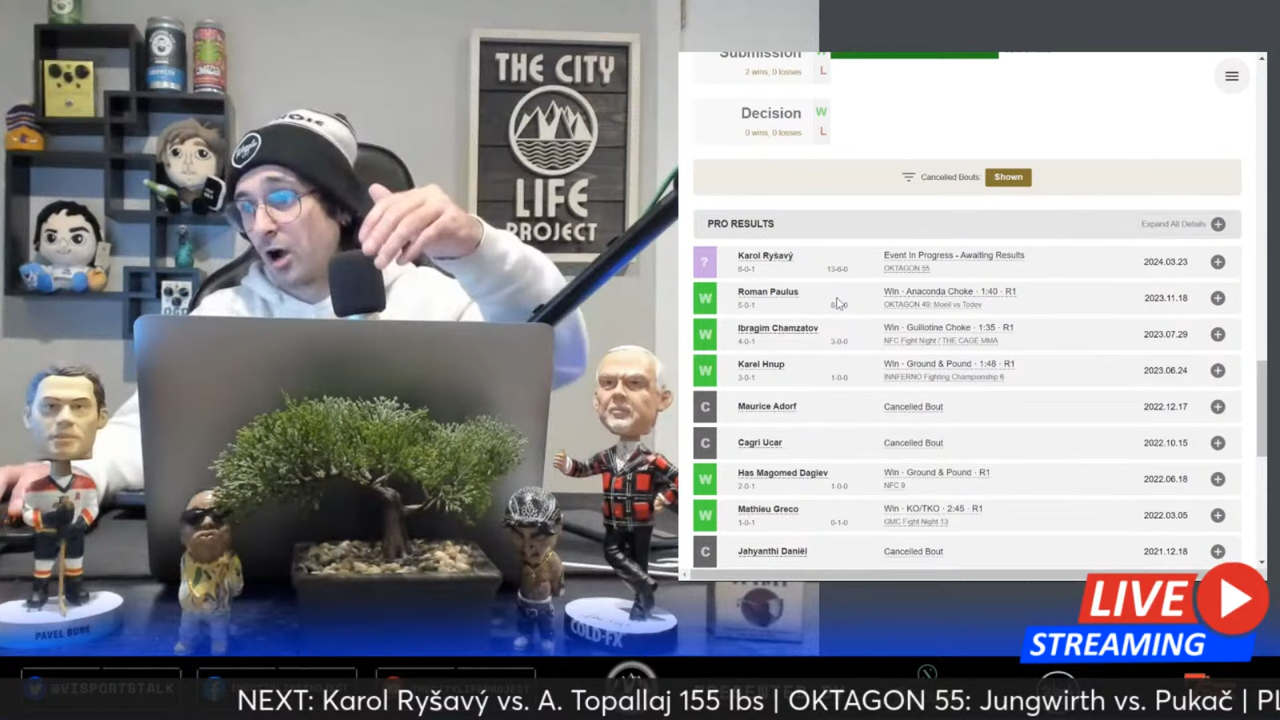 THE CITY
LIFE
PROJECT
PAVEL BURE
COLD-FX
Submission W
2 wins, 0 losses L
Decision W
0 wins, 0 losses L
Cancelled Bouts: Shown
PRO RESULTS Expand All Details
? Karol Ryšavý Event In Progress - Awaiting Results 2024.03.23
6-0-1 13-6-0 OKTAGON 55
W Roman Paulus Win · Anaconda Choke · 1:40 · R1 2023.11.18
5-0-1 OKTAGON 49: Moeil vs Todev
W Ibragim Chamzatov Win · Guillotine Choke · 1:35 · R1 2023.07.29
4-0-1 3-0-0 NFC Fight Night / THE CAGE MMA
W Karel Hnup Win · Ground & Pound · 1:48 · R1 2023.06.24
3-0-1 1-0-0 INNFERNO Fighting Championship 6
C Maurice Adorf Cancelled Bout 2022.12.17
C Cagri Ucar Cancelled Bout 2022.10.15
W Has Magomed Dagiev Win · Ground & Pound · R1 2022.06.18
2-0-1 1-0-0 NFC 9
W Mathieu Greco Win · KO/TKO · 2:45 · R1 2022.03.05
1-0-1 0-1-0 GMC Fight Night 13
C Jahyanthi Daniël Cancelled Bout 2021.12.18
LIVE
STREAMING
@VISPORTSTALK
NEXT: Karol Ryšavý vs. A. Topallaj 155 lbs | OKTAGON 55: Jungwirth vs. Pukač |